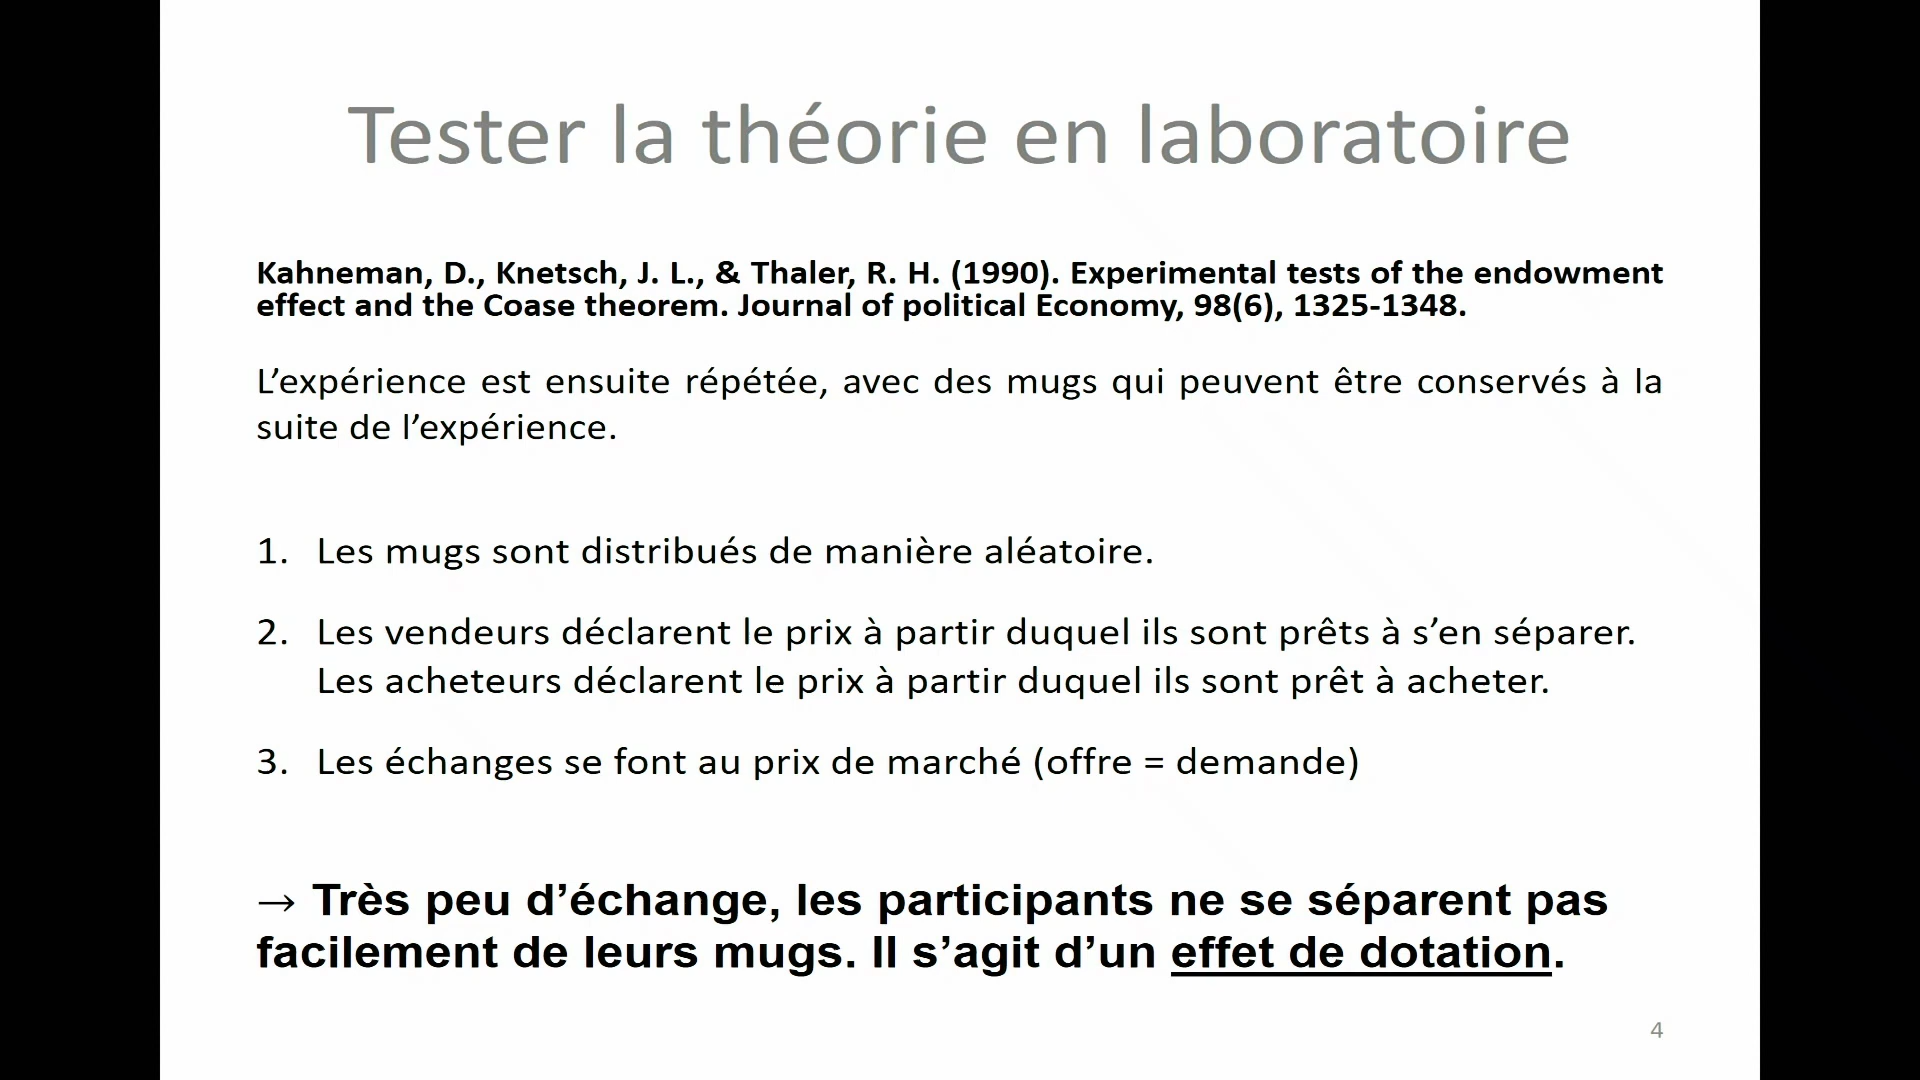 Tester la théorie en laboratoire
Kahneman, D., Knetsch, J. L., & Thaler, R. H. (1990). Experimental tests of the endowment
effect and the Coase theorem. Journal of political Economy, 98(6), 1325-1348.
L’expérience est ensuite répétée, avec des mugs qui peuvent être conservés à la
suite de l’expérience.
1. Les mugs sont distribués de manière aléatoire.
2. Les vendeurs déclarent le prix à partir duquel ils sont prêts à s’en séparer.
Les acheteurs déclarent le prix à partir duquel ils sont prêt à acheter.
3. Les échanges se font au prix de marché (offre = demande)
→ Très peu d’échange, les participants ne se séparent pas
facilement de leurs mugs. Il s’agit d’un effet de dotation.
4